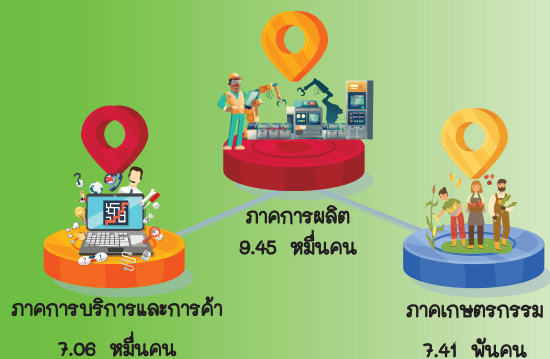 ภาคการผลิต
9.45 หมื่นคน
ภาคการบริการและการค้า
7.06 หมื่นคน
ภาคเกษตรกรรม
7.41 พันคน